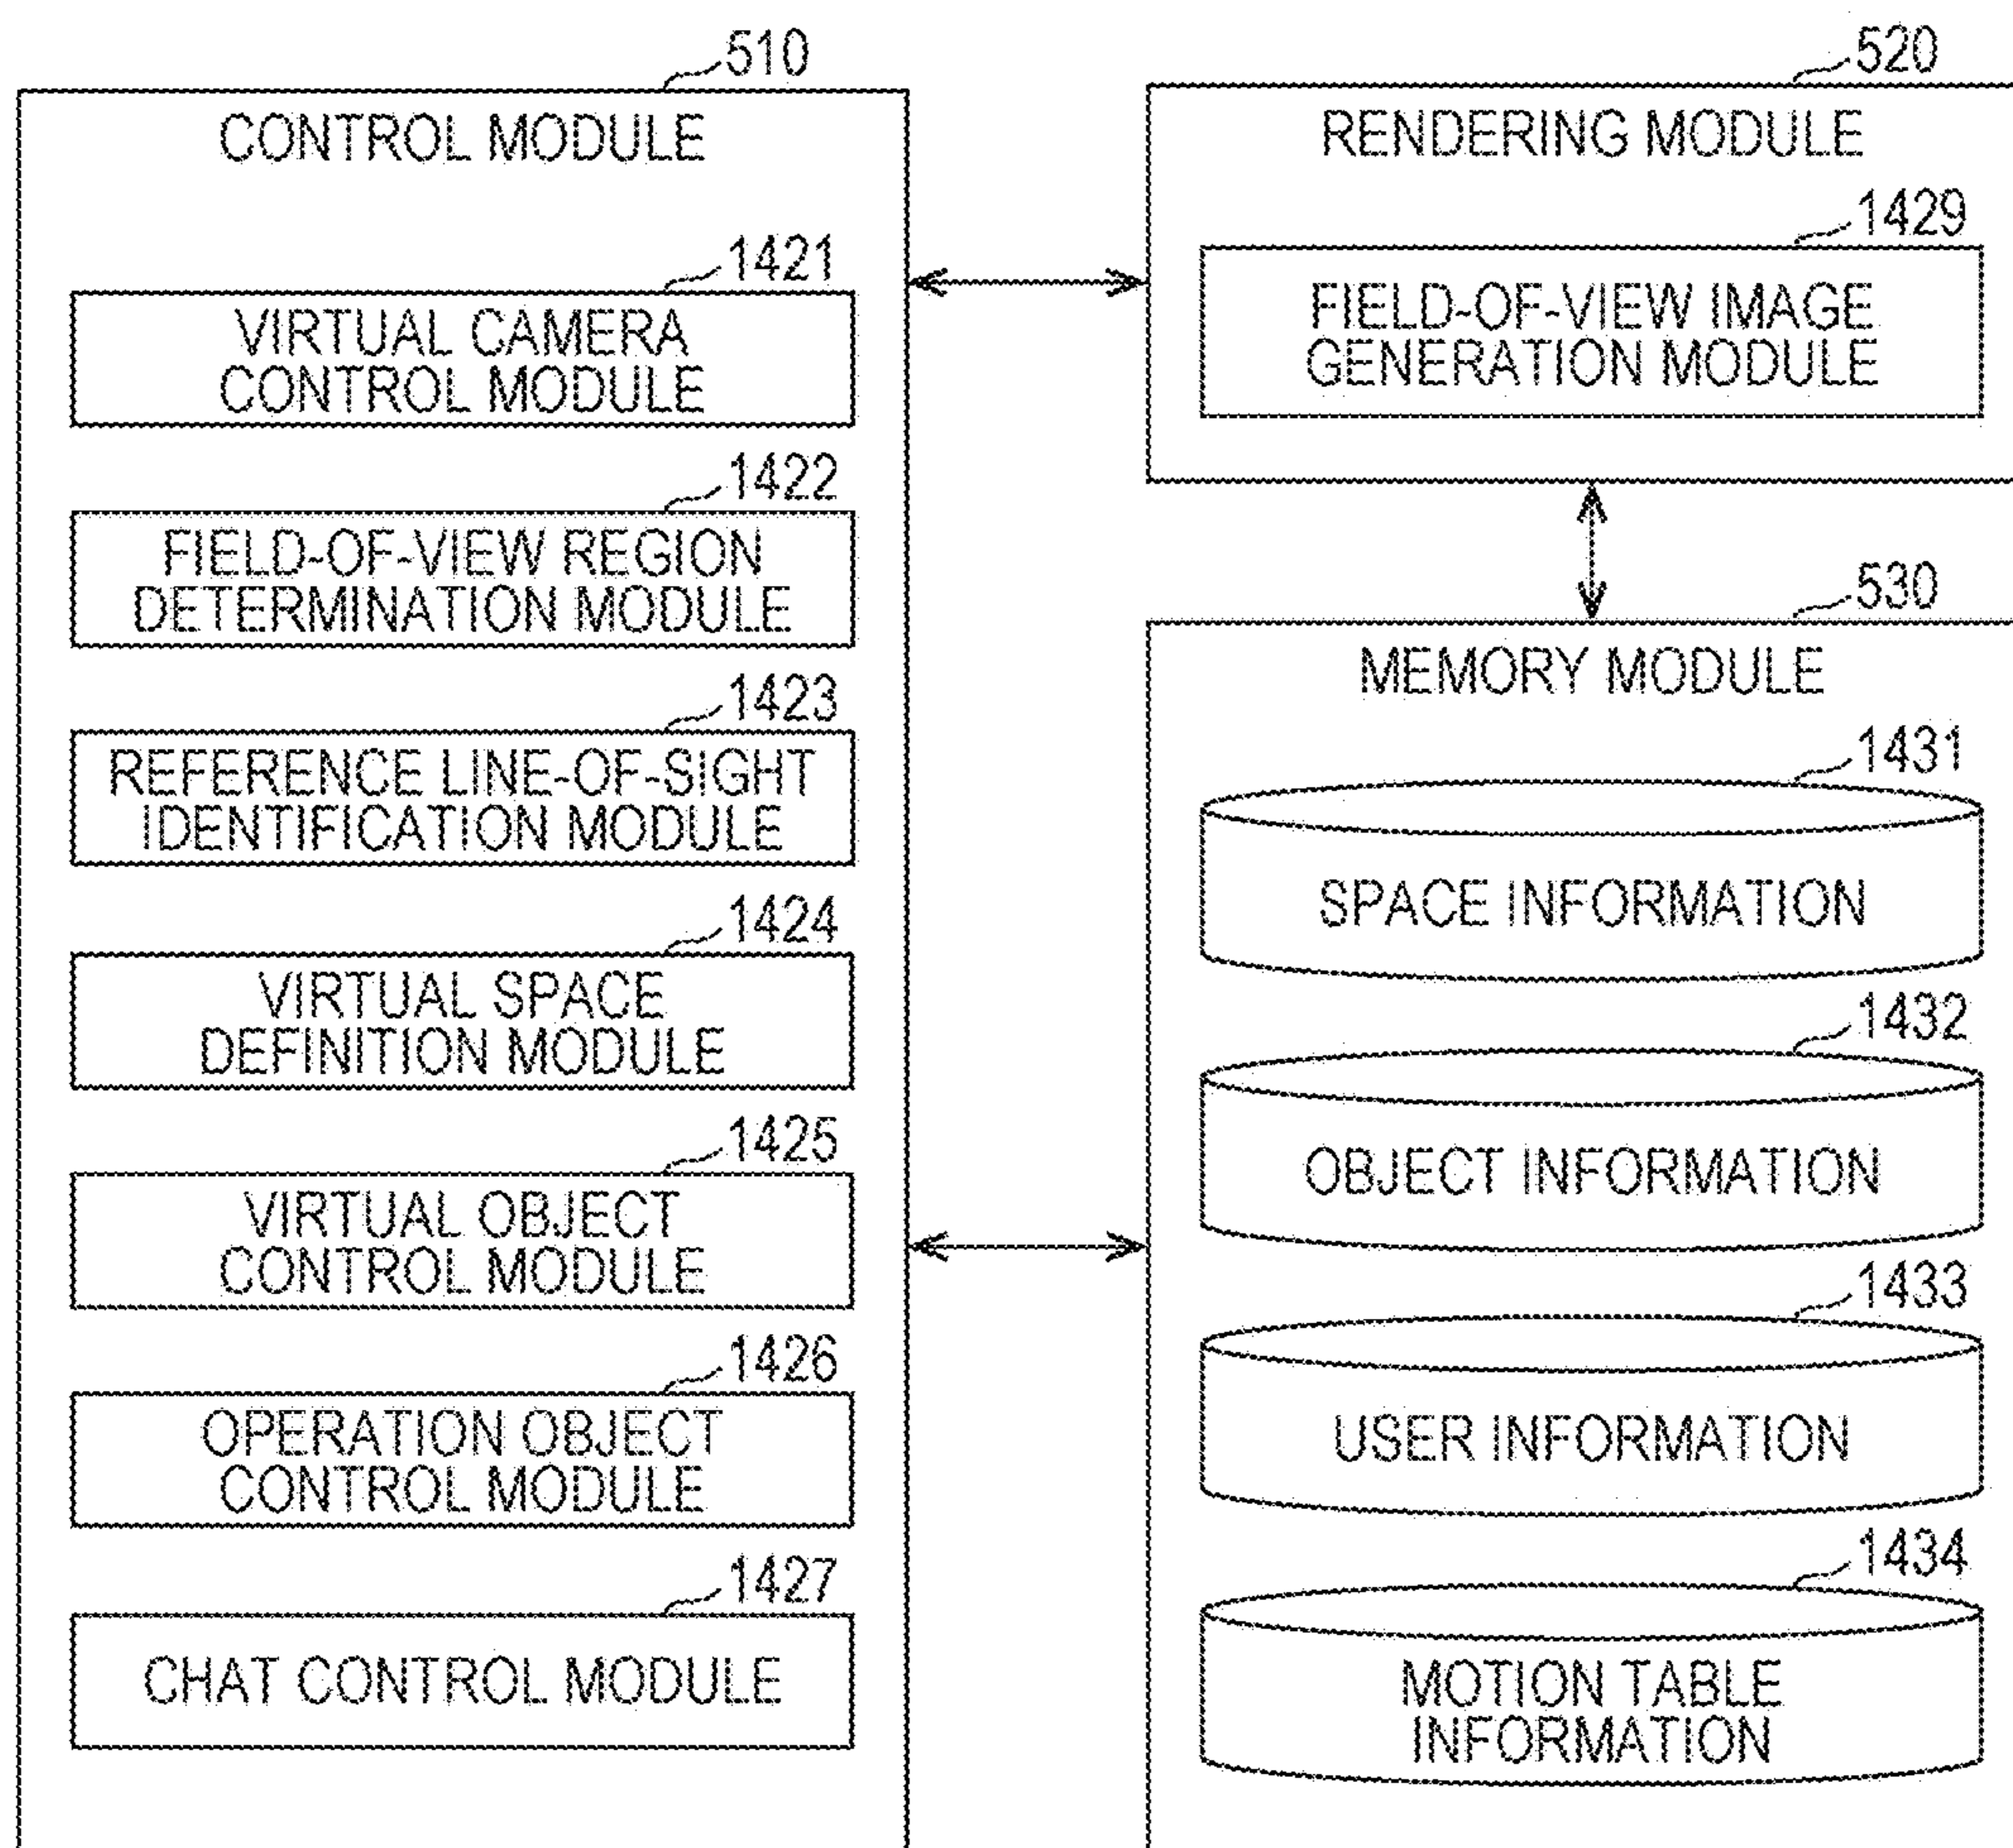 510
CONTROL MODULE
1421
VIRTUAL CAMERA
CONTROL MODULE
1422
FIELD-OF-VIEW REGION
DETERMINATION MODULE
1423
REFERENCE LINE-OF-SIGHT
IDENTIFICATION MODULE
1424
VIRTUAL SPACE
DEFINITION MODULE
1425
VIRTUAL OBJECT
CONTROL MODULE
1426
OPERATION OBJECT
CONTROL MODULE
1427
CHAT CONTROL MODULE
520
RENDERING MODULE
1429
FIELD-OF-VIEW IMAGE
GENERATION MODULE
530
MEMORY MODULE
1431
SPACE INFORMATION
1432
OBJECT INFORMATION
1433
USER INFORMATION
1434
MOTION TABLE
INFORMATION